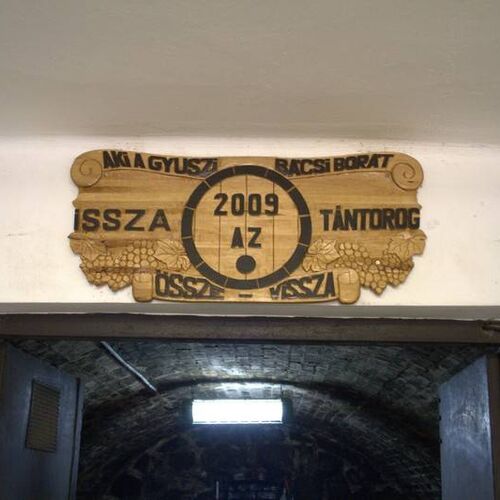 AKI A GYUSZI BÁCSI BORÁT
2009
ISSZA AZ TÁNTOROG
ÖSSZE - VISSZA